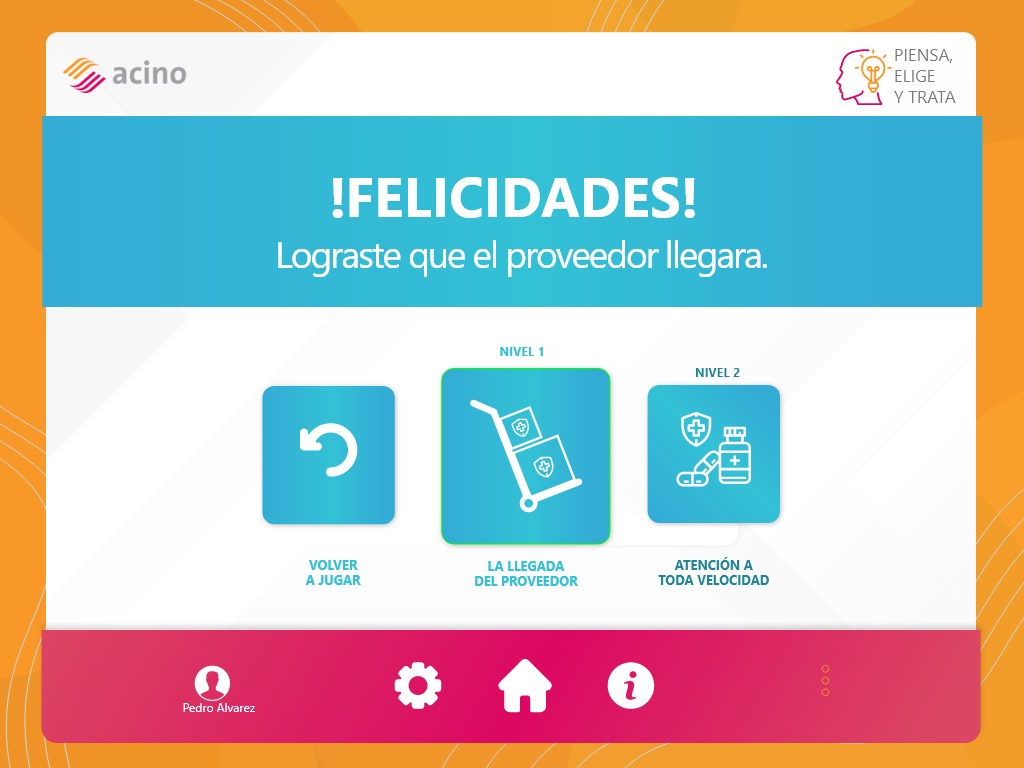 acino
PIENSA,
ELIGE
Y TRATA
!FELICIDADES!
Lograste que el proveedor llegara.
NIVEL 1
NIVEL 2
VOLVER
A JUGAR
LA LLEGADA
DEL PROVEEDOR
ATENCIÓN A
TODA VELOCIDAD
Pedro Alvarez